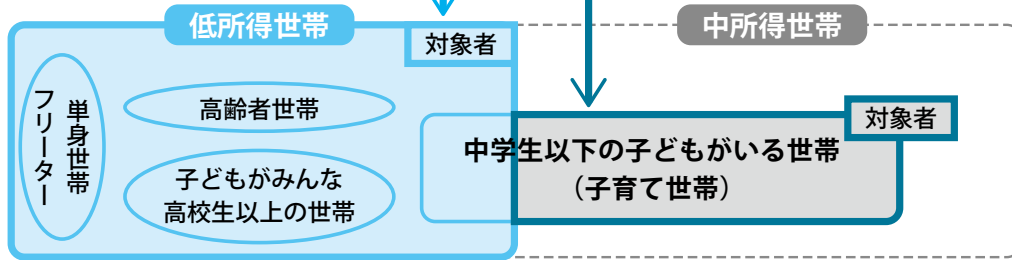 低所得世帯
対象者
単身世帯
フリーター
高齢者世帯
子どもがみんな
高校生以上の世帯
中所得世帯
対象者
中学生以下の子どもがいる世帯
（子育て世帯）